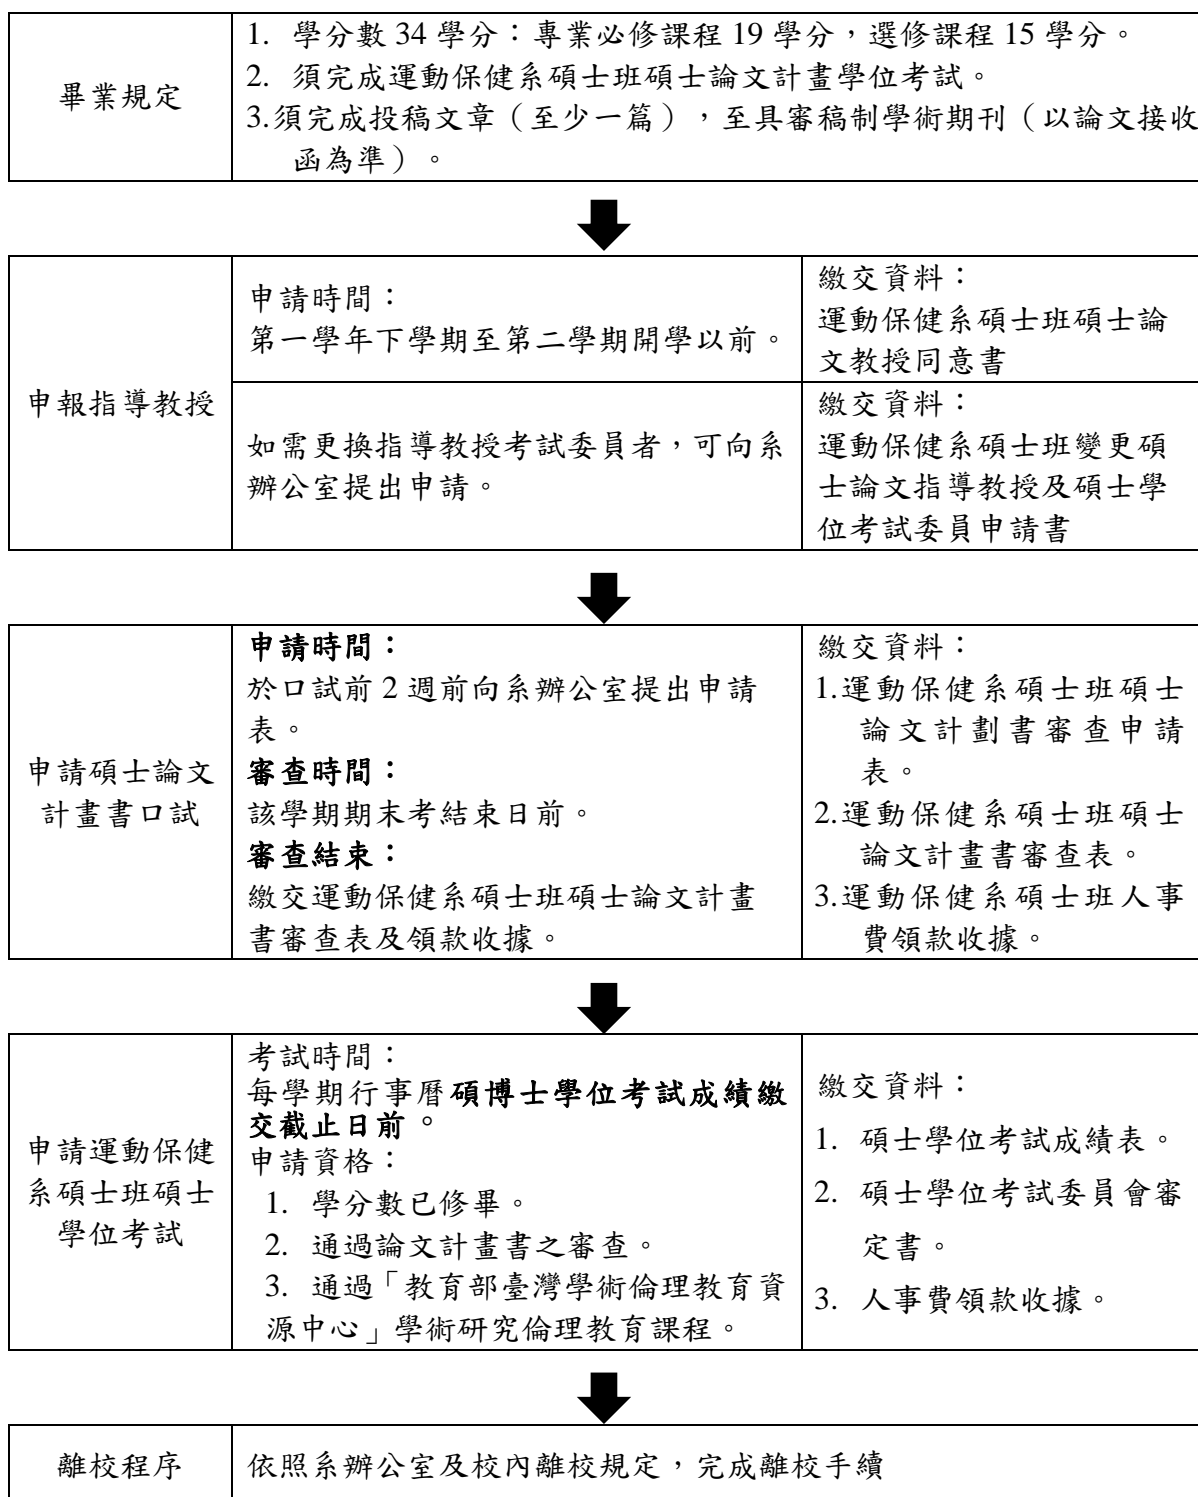 畢業規定
1. 學分數 34 學分：專業必修課程 19 學分，選修課程 15 學分。
2. 須完成運動保健系碩士班碩士論文計畫學位考試。
3.須完成投稿文章（至少一篇），至具審稿制學術期刊（以論文接收
函為準）。
申報指導教授
申請時間：
第一學年下學期至第二學期開學以前。
繳交資料：
運動保健系碩士班碩士論
文教授同意書
如需更換指導教授考試委員者，可向系
辦公室提出申請。
繳交資料：
運動保健系碩士班變更碩
士論文指導教授及碩士學
位考試委員申請書
申請碩士論文
計畫書口試
申請時間：
於口試前 2 週前向系辦公室提出申請
表。
審查時間：
該學期期末考結束日前。
審查結束：
繳交運動保健系碩士班碩士論文計畫
書審查表及領款收據。
繳交資料：
1.運動保健系碩士班碩士
論文計劃書審查申請
表。
2.運動保健系碩士班碩士
論文計畫書審查表。
3.運動保健系碩士班人事
費領款收據。
申請運動保健
系碩士班碩士
學位考試
考試時間：
每學期行事曆碩博士學位考試成績繳
交截止日前。
申請資格：
1. 學分數已修畢。
2. 通過論文計畫書之審查。
3. 通過「教育部臺灣學術倫理教育資
源中心」學術研究倫理教育課程。
繳交資料：
1. 碩士學位考試成績表。
2. 碩士學位考試委員會審
定書。
3. 人事費領款收據。
離校程序
依照系辦公室及校內離校規定，完成離校手續